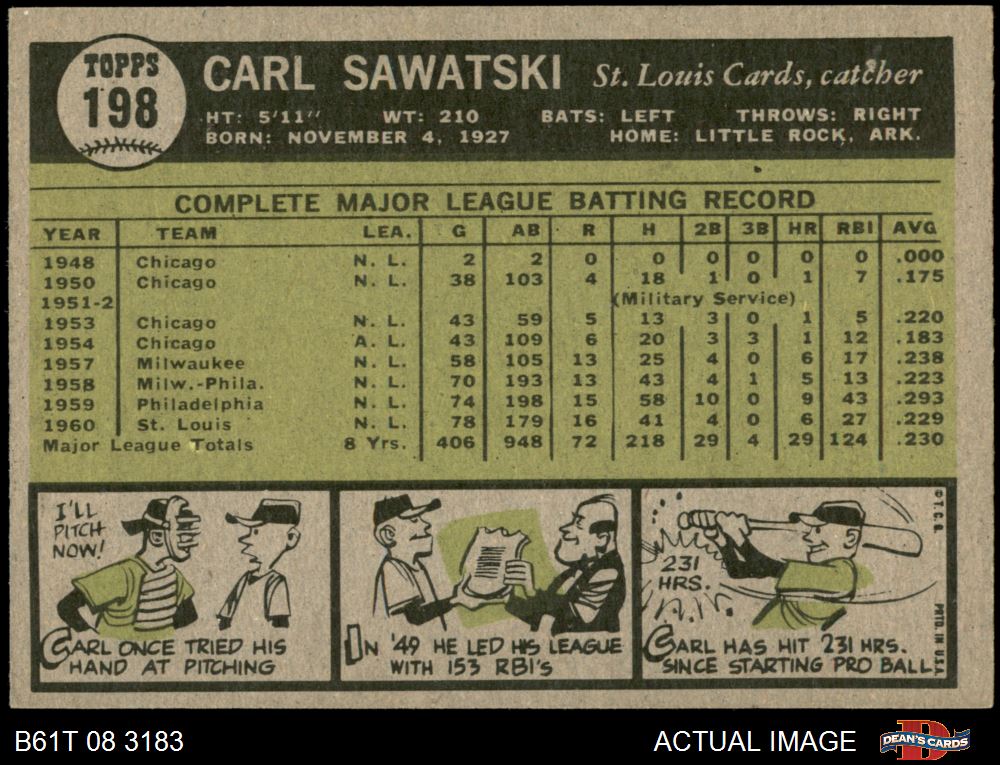 TOPPS
198
CARL SAWATSKI St. Louis Cards, catcher
HT: 5'11" WT: 210 BATS: LEFT THROWS: RIGHT
BORN: NOVEMBER 4, 1927 HOME: LITTLE ROCK, ARK.
COMPLETE MAJOR LEAGUE BATTING RECORD
YEAR TEAM LEA. G AB R H 2B 3B HR RBI AVG
1948 Chicago N. L. 2 2 0 0 0 0 0 0 .000
1950 Chicago N. L. 38 103 4 18 1 0 1 7 .175
1951-2 (Military Service)
1953 Chicago N. L. 43 59 5 13 3 0 1 5 .220
1954 Chicago A. L. 43 109 6 20 3 3 1 12 .183
1957 Milwaukee N. L. 58 105 13 25 4 0 6 17 .238
1958 Milw.-Phila. N. L. 70 193 13 43 4 1 5 13 .223
1959 Philadelphia N. L. 74 198 15 58 10 0 9 43 .293
1960 St. Louis N. L. 78 179 16 41 4 0 6 27 .229
Major League Totals 8 Yrs. 406 948 72 218 29 4 29 124 .230
I'LL
PITCH
NOW!
CARL ONCE TRIED HIS
HAND AT PITCHING
IN '49 HE LED HIS LEAGUE
WITH 153 RBI'S
231
HRS.
CARL HAS HIT 231 HRS.
SINCE STARTING PRO BALL
© T. C. G. PRTD. IN U.S.A.
B61T 08 3183 ACTUAL IMAGE
DEAN'S CARDS